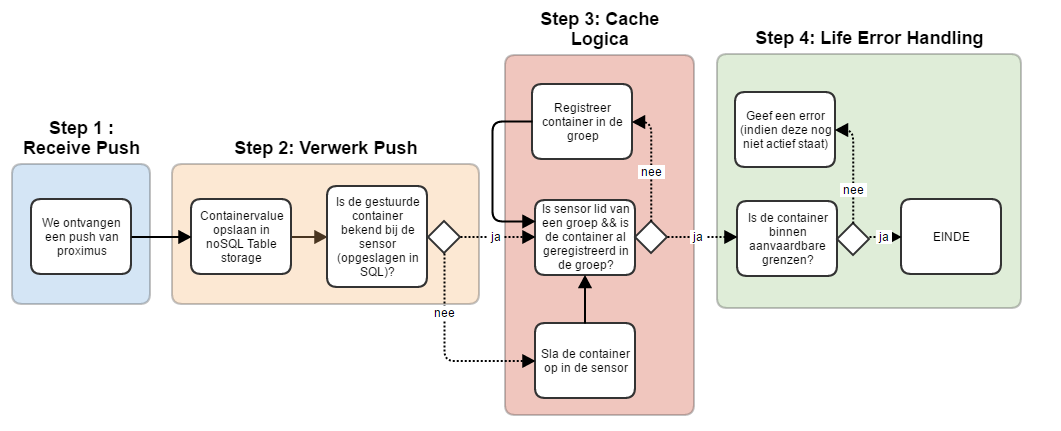 Step 1 :
Receive Push
We ontvangen
een push van
proximus
Step 2: Verwerk Push
Containervalue
opslaan in
noSQL Table
storage
Is de gestuurde
container
bekend bij de
sensor
(opgeslagen in
SQL)?
ja
nee
Step 3: Cache
Logica
Registreer
container in de
groep
nee
Is sensor lid van
een groep && is
de container al
geregistreerd in
de groep?
ja
Sla de container
op in de sensor
Step 4: Life Error Handling
Geef een error
(indien deze nog
niet actief staat)
nee
Is de container
binnen
aanvaardbare
grenzen?
ja
EINDE